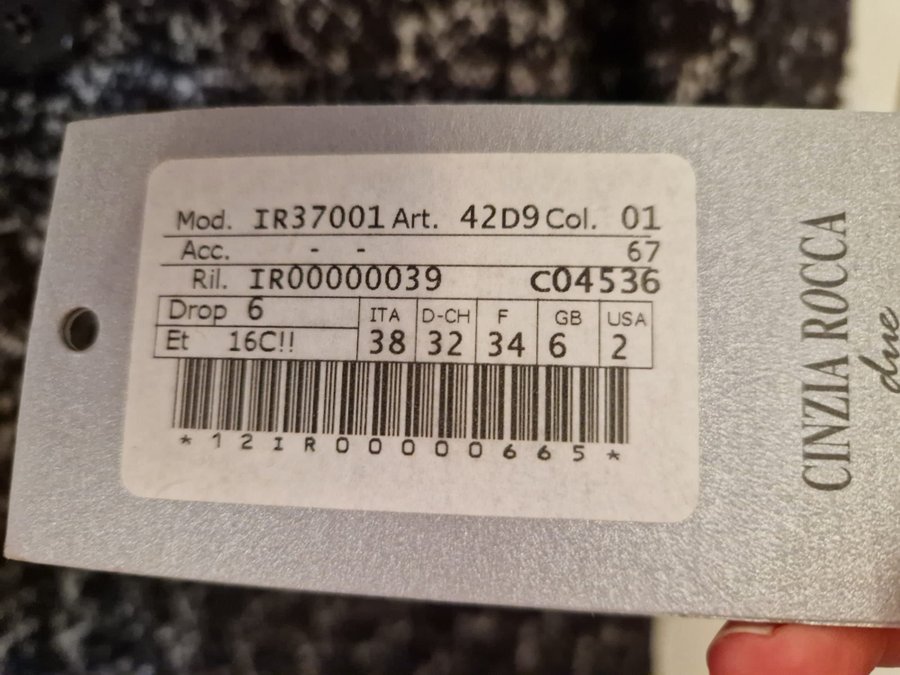 Mod. IR37001 Art. 42D9 Col. 01
Acc. - - 67
Ril. IR00000039 C04536
Drop 6
Et 16C!!
ITA D-CH F GB USA
38 32 34 6 2
*12IR00000665*
CINZIA ROCCA
due